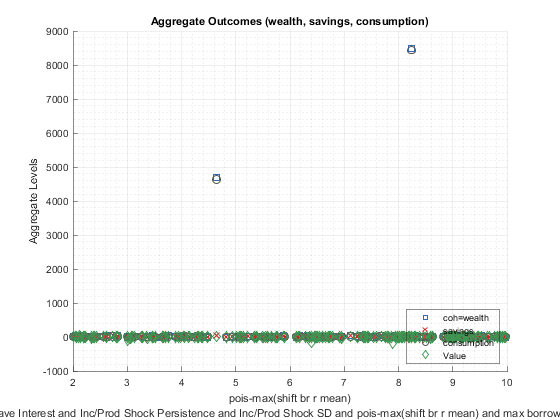 Aggregate Outcomes (wealth, savings, consumption)
9000
8000
7000
6000
5000
4000
3000
2000
1000
0
-1000
Aggregate Levels
2 3 4 5 6 7 8 9 10
coh=wealth
savings
consumption
Value
pois-max(shift br r mean)
Interest and Inc/Prod Shock Persistence and Inc/Prod Shock SD and pois-max(shift br r mean) and max